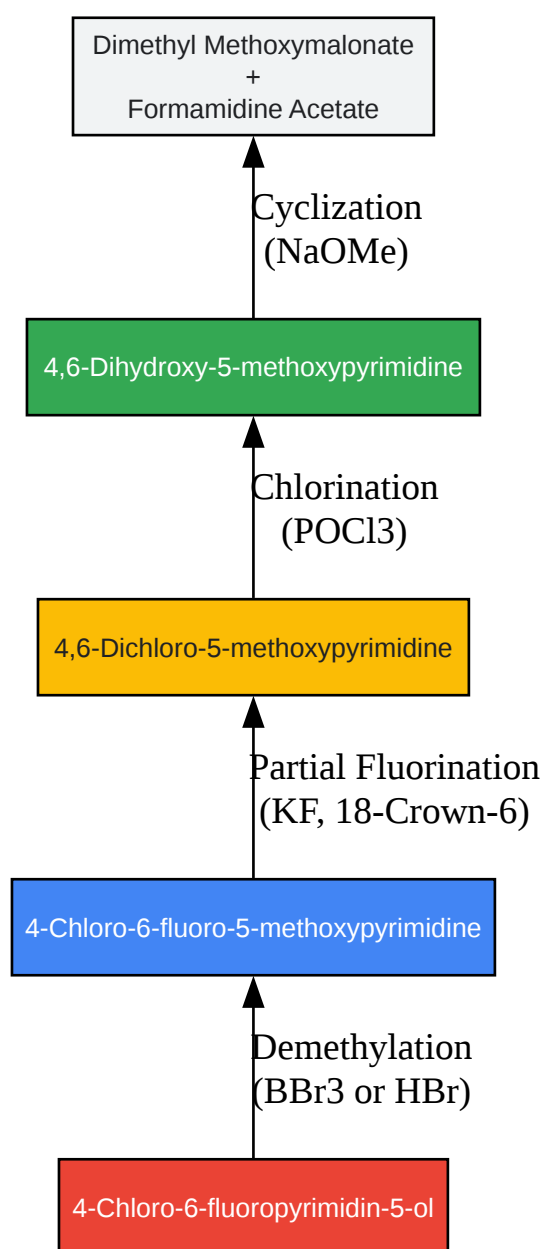 Dimethyl Methoxymalonate
+
Formamidine Acetate
Cyclization
(NaOMe)
4,6-Dihydroxy-5-methoxypyrimidine
Chlorination
(POCl3)
4,6-Dichloro-5-methoxypyrimidine
Partial Fluorination
(KF, 18-Crown-6)
4-Chloro-6-fluoro-5-methoxypyrimidine
Demethylation
(BBr3 or HBr)
4-Chloro-6-fluoropyrimidin-5-ol